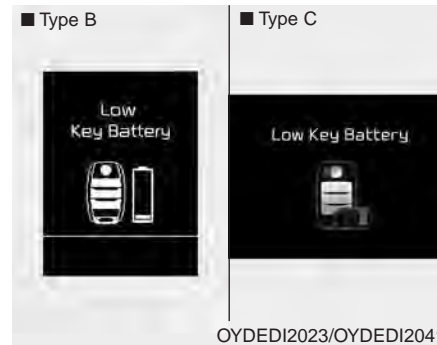 ■ Type B
■ Type C
Low
Key Battery
Low Key Battery
OYDEDI2023/OYDEDI204